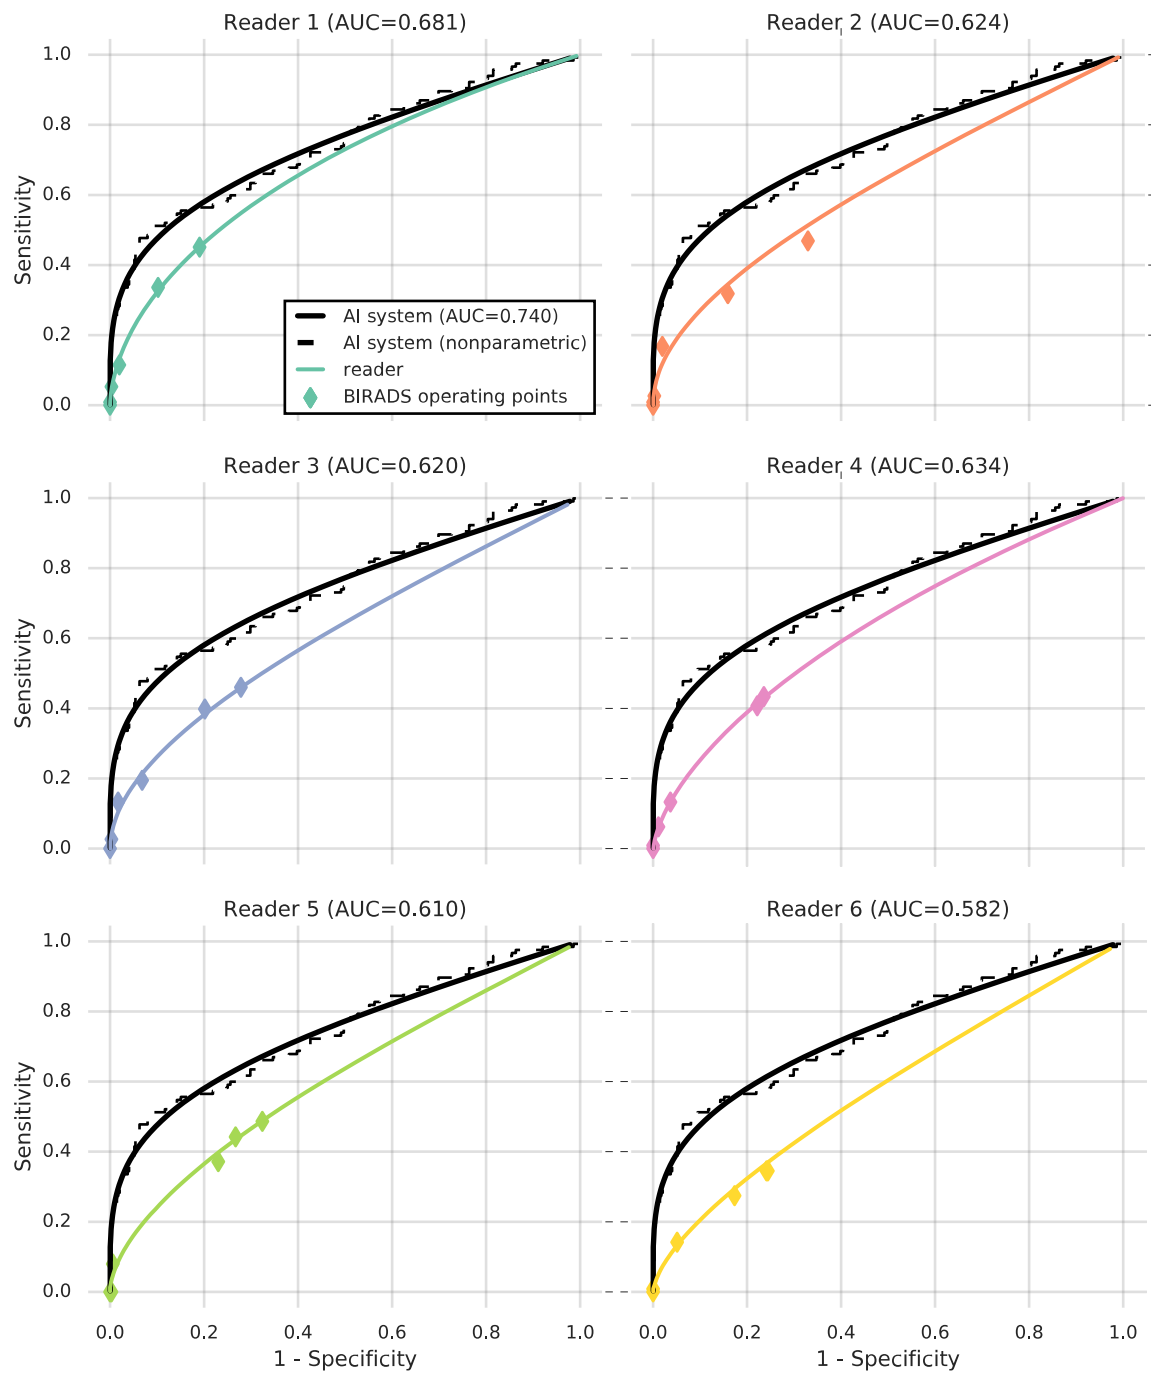 Reader 1 (AUC=0.681)
Reader 2 (AUC=0.624)
1.0
0.8
0.6
0.4
0.2
0.0
Sensitivity
AI system (AUC=0.740)
AI system (nonparametric)
reader
BIRADS operating points
Reader 3 (AUC=0.620)
Reader 4 (AUC=0.634)
1.0
0.8
0.6
0.4
0.2
0.0
Sensitivity
Reader 5 (AUC=0.610)
Reader 6 (AUC=0.582)
1.0
0.8
0.6
0.4
0.2
0.0
Sensitivity
0.0 0.2 0.4 0.6 0.8 1.0
1 - Specificity
0.0 0.2 0.4 0.6 0.8 1.0
1 - Specificity